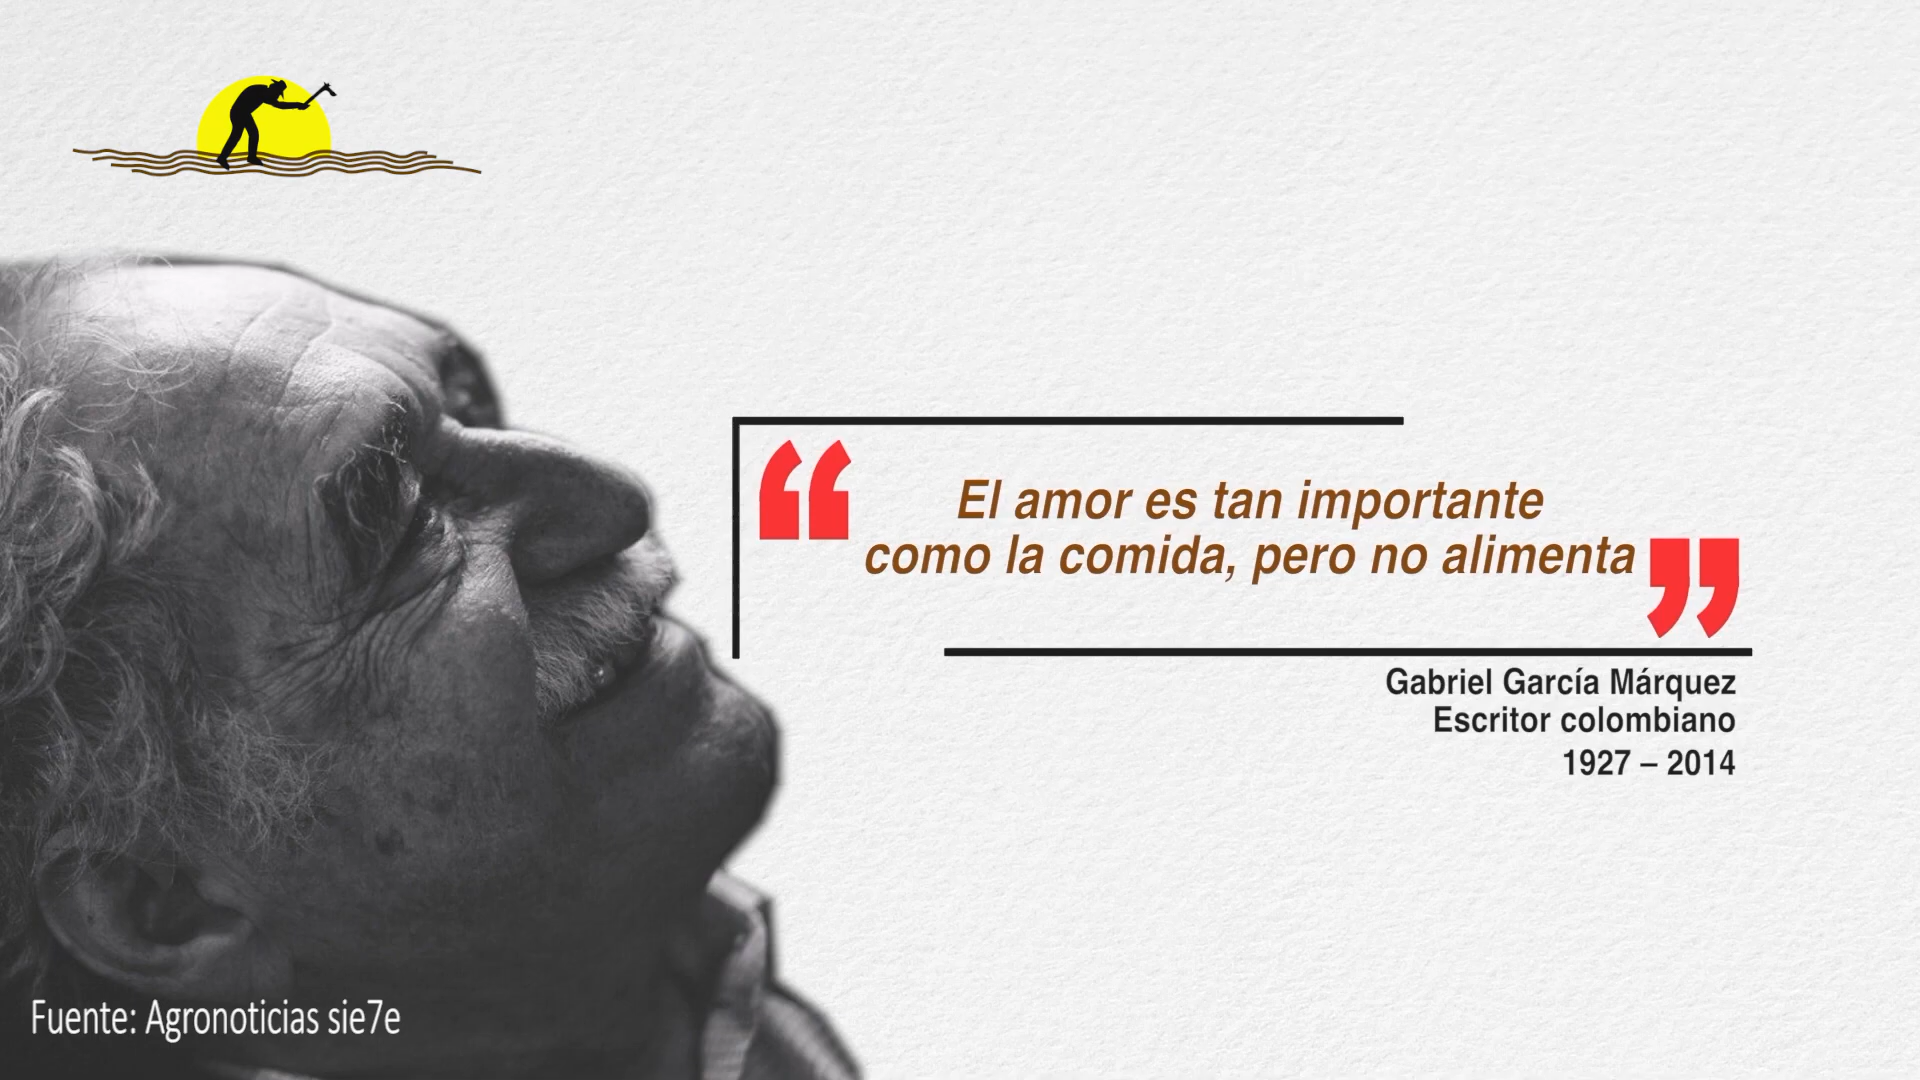 El amor es tan importante
como la comida, pero no alimenta
Gabriel García Márquez
Escritor colombiano
1927 – 2014
Fuente: Agronoticias sie7e